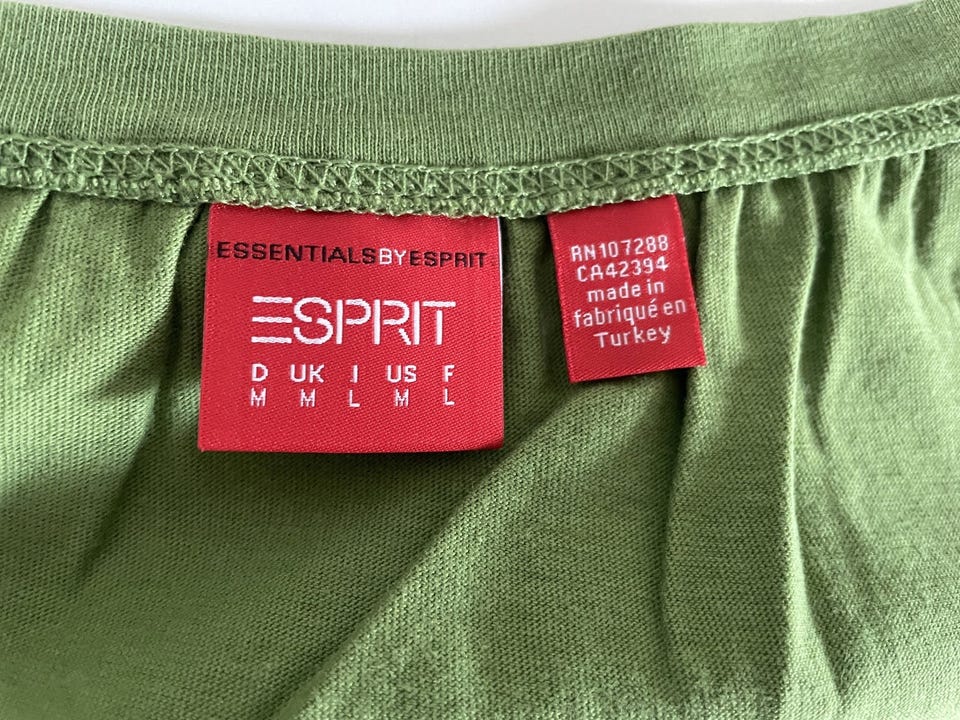 ESSENTIALSBYESPRIT
ESPRIT
D UK I US F
M M L M L
RN107288
CA42394
made in
fabriqué en
Turkey